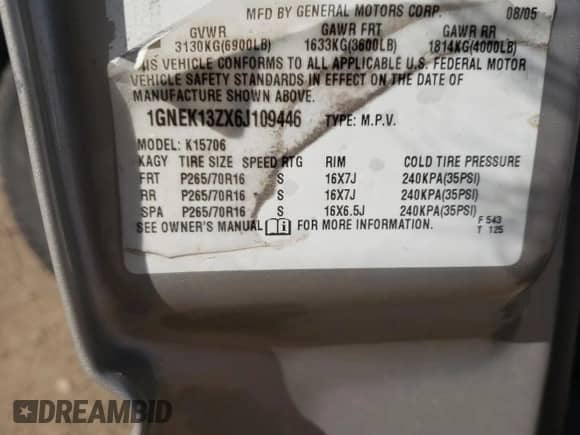 MFD BY GENERAL MOTORS CORP. 08/05
GVWR GAWR FRT GAWR RR
3130KG(6900LB) 1633KG(3600LB) 1814KG(4000LB)
THIS VEHICLE CONFORMS TO ALL APPLICABLE U.S. FEDERAL MOTOR
VEHICLE SAFETY STANDARDS IN EFFECT ON THE DATE OF
MANUFACTURE SHOWN ABOVE.
1GNEK13ZX6J109446 TYPE: M.P.V.
MODEL: K15706
KAGY TIRE SIZE SPEED RTG RIM COLD TIRE PRESSURE
FRT P265/70R16 S 16X7J 240KPA(35PSI)
RR P265/70R16 S 16X7J 240KPA(35PSI)
SPA P265/70R16 S 16X6.5J 240KPA(35PSI)
SEE OWNER'S MANUAL i FOR MORE INFORMATION.
F 543
T 125
DREAMBID